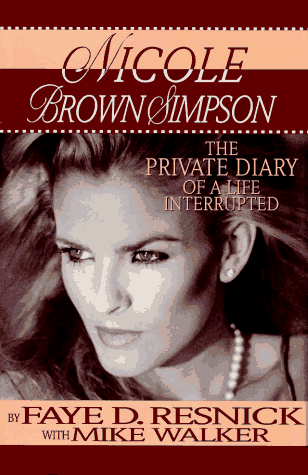 NICOLE
BROWN SIMPSON
THE
PRIVATE DIARY
OF A LIFE
INTERRUPTED
BY FAYE D. RESNICK
WITH MIKE WALKER